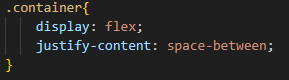 .container{
    display: flex;
    justify-content: space-between;
}